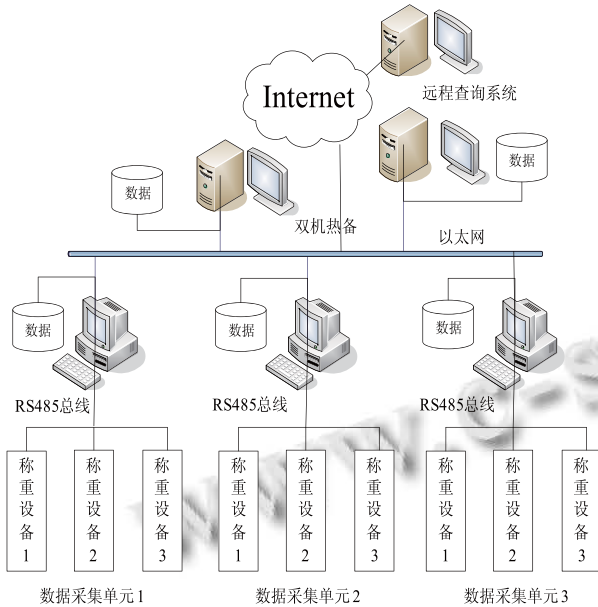 Internet
远程查询系统
数据
数据
双机热备
以太网
数据
数据
数据
RS485总线
RS485总线
RS485总线
称重设备1
称重设备2
称重设备3
称重设备1
称重设备2
称重设备3
称重设备1
称重设备2
称重设备3
数据采集单元1
数据采集单元2
数据采集单元3
www.c-s